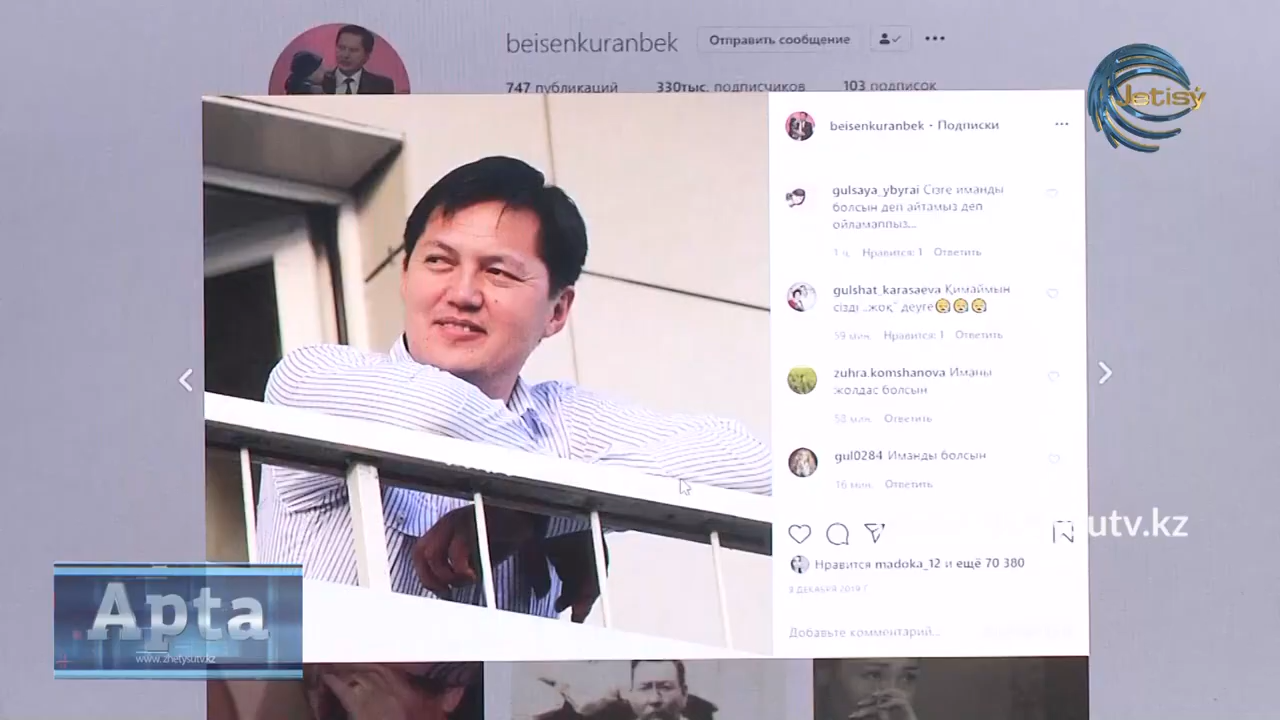 beisenkuranbek
Отправить сообщение
747 публикаций 330тыс. подписчиков 103 подписок
Jetisý
beisenkuranbek • Подписки
gulsaya_ybyrai Сізге иманды
болсын деп айтамыз деп
ойламаппыз...
1 ч. Нравится: 1 Ответить
gulshat_karasaeva Қимаймын
сізді „жоқ" деуге😥😥😥
59 мин. Нравится: 1 Ответить
zuhra.komshanova Иманы
жолдас болсын
58 мин. Ответить
gul0284 Иманды болсын
16 мин. Ответить
utv.kz
Нравится madoka_12 и ещё 70 380
9 ДЕКАБРЯ 2019 Г.
Добавьте комментарий...
Apta
www.zhetysutv.kz